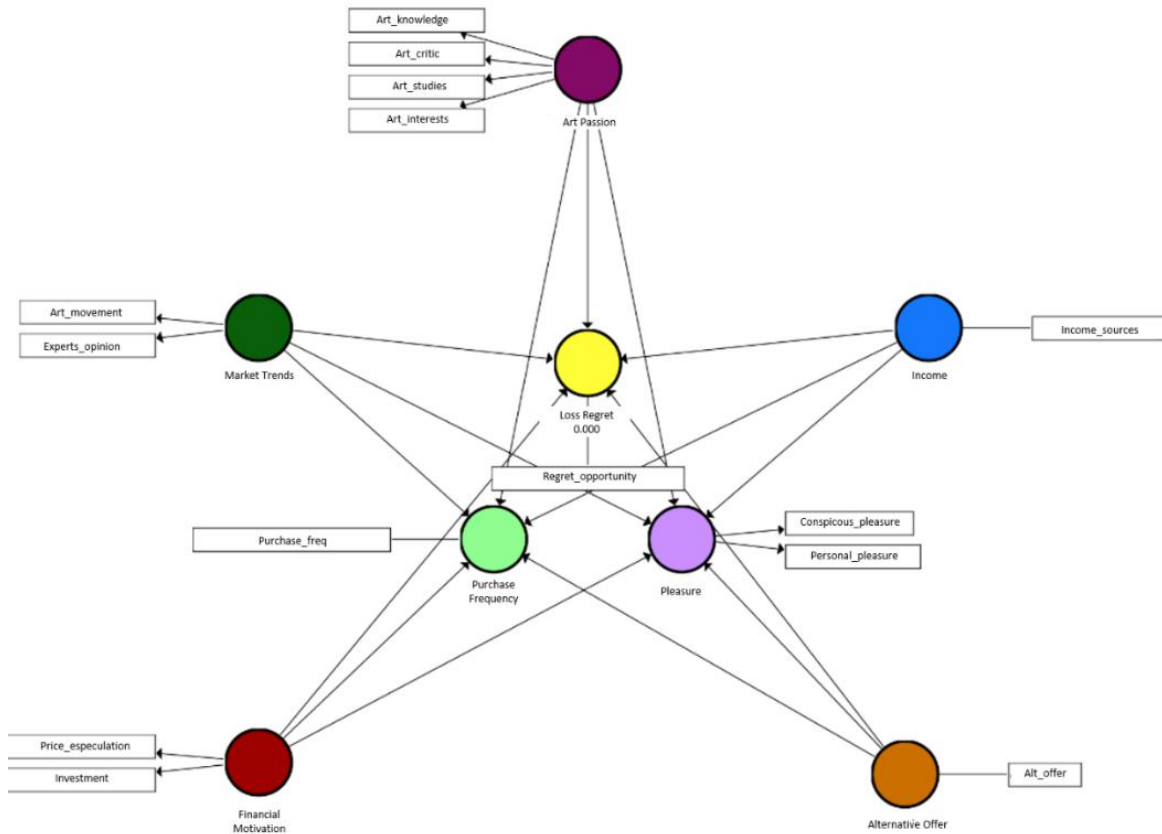 Art_knowledge
Art_critic
Art_studies
Art_interests
Art Passion
Art_movement
Experts_opinion
Market Trends
Income_sources
Income
Loss Regret
0.000
Regret_opportunity
Purchase_freq
Purchase
Frequency
Pleasure
Conspicous_pleasure
Personal_pleasure
Price_especulation
Investment
Financial
Motivation
Alt_offer
Alternative Offer